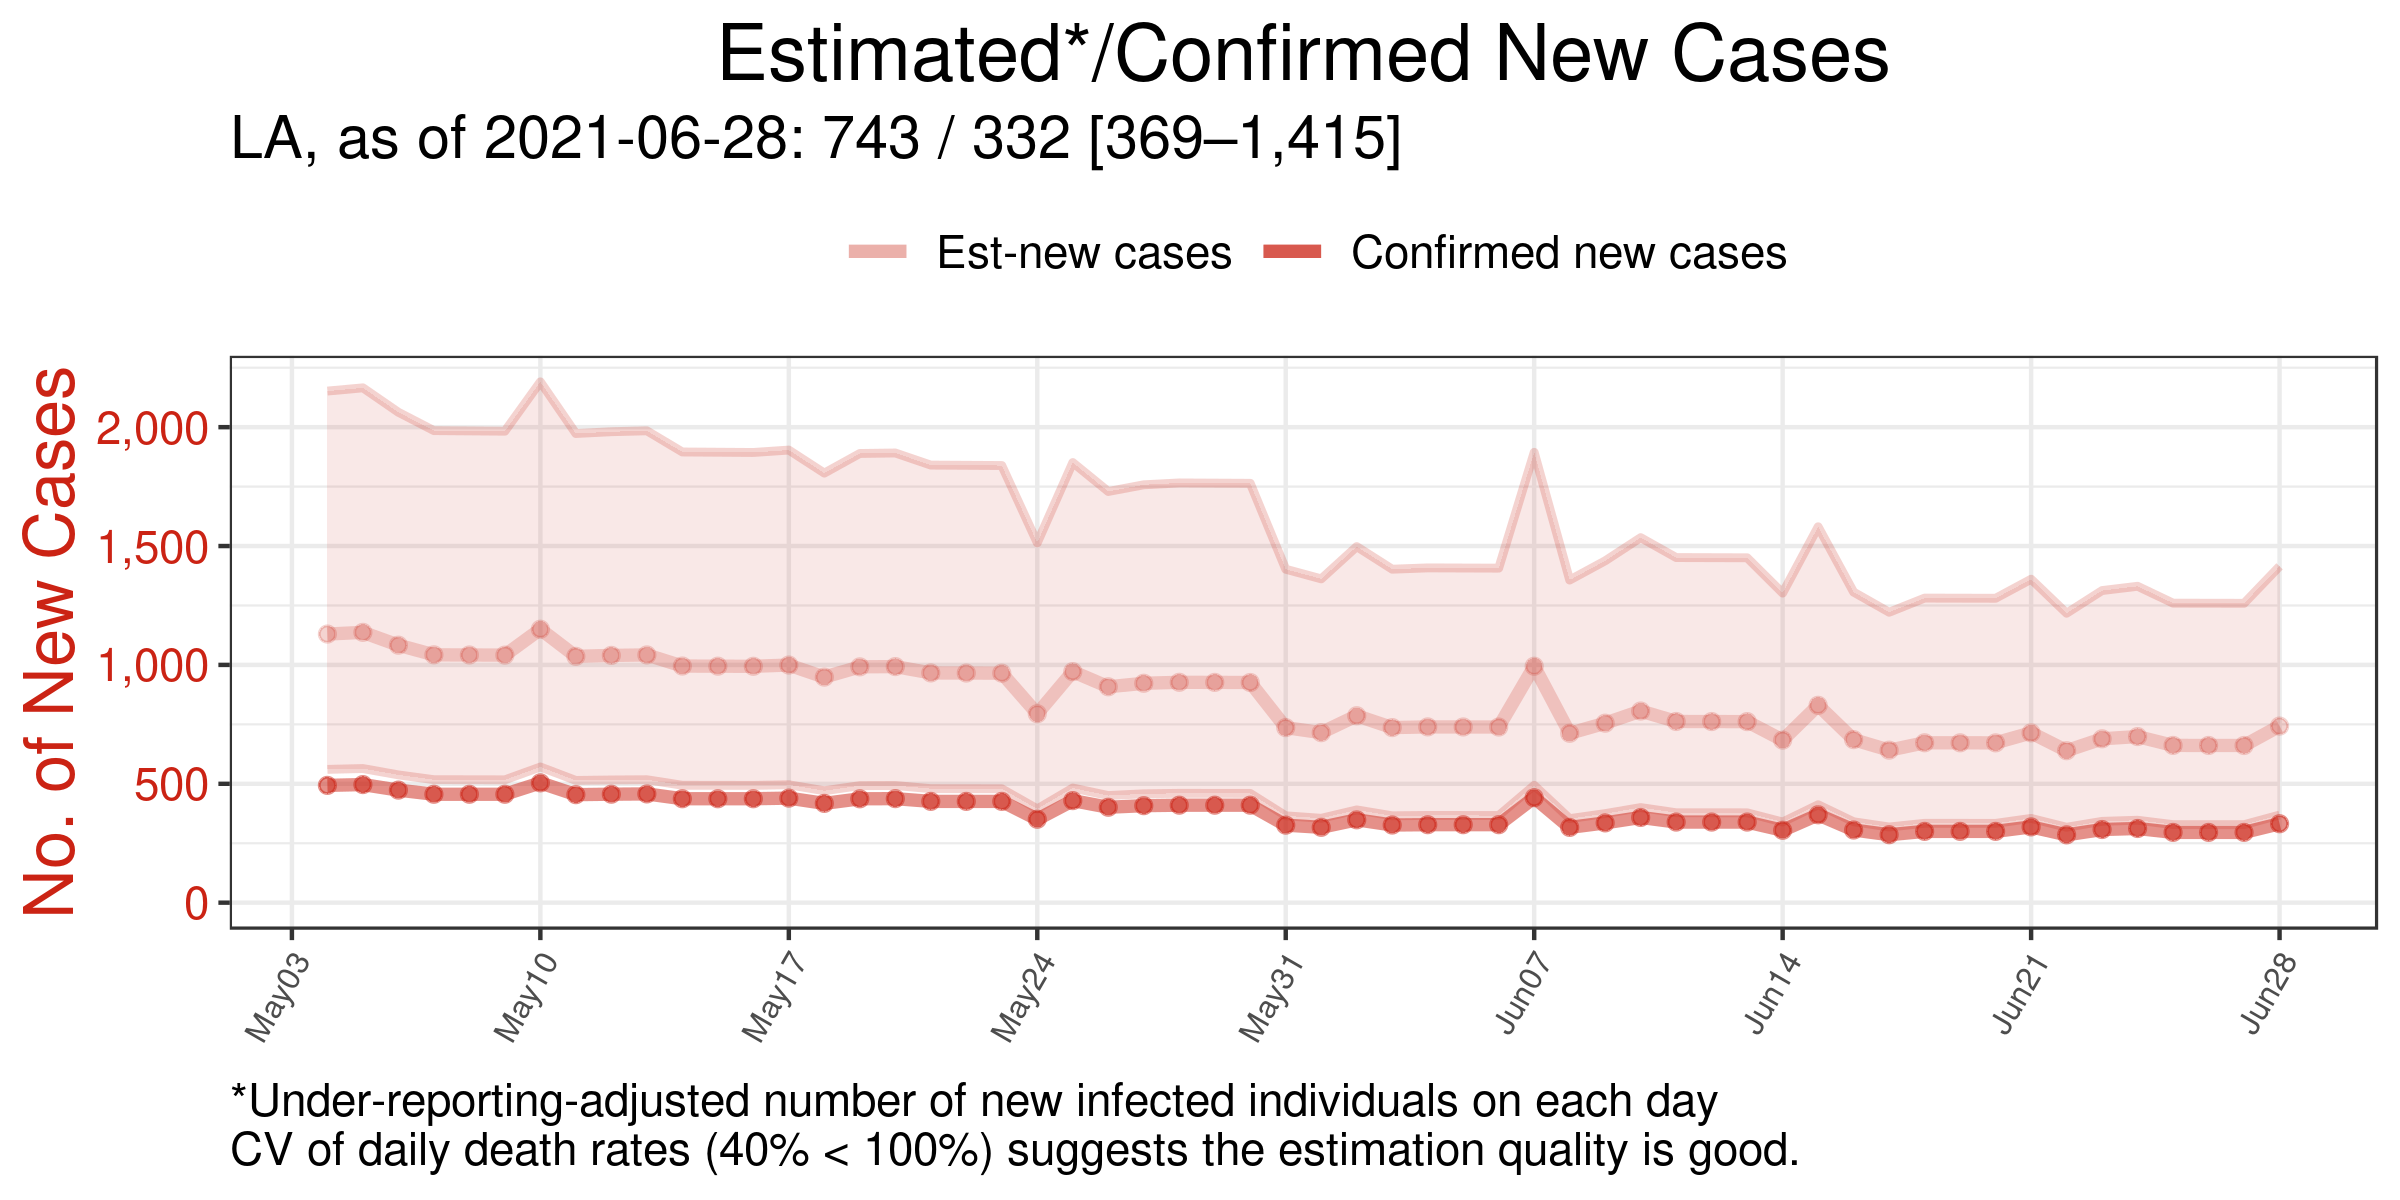 Estimated*/Confirmed New Cases
LA, as of 2021-06-28: 743 / 332 [369–1,415]
Est-new cases
Confirmed new cases
No. of New Cases
2,000
1,500
1,000
500
0
May03
May10
May17
May24
May31
Jun07
Jun14
Jun21
Jun28
*Under-reporting-adjusted number of new infected individuals on each day
CV of daily death rates (40% < 100%) suggests the estimation quality is good.